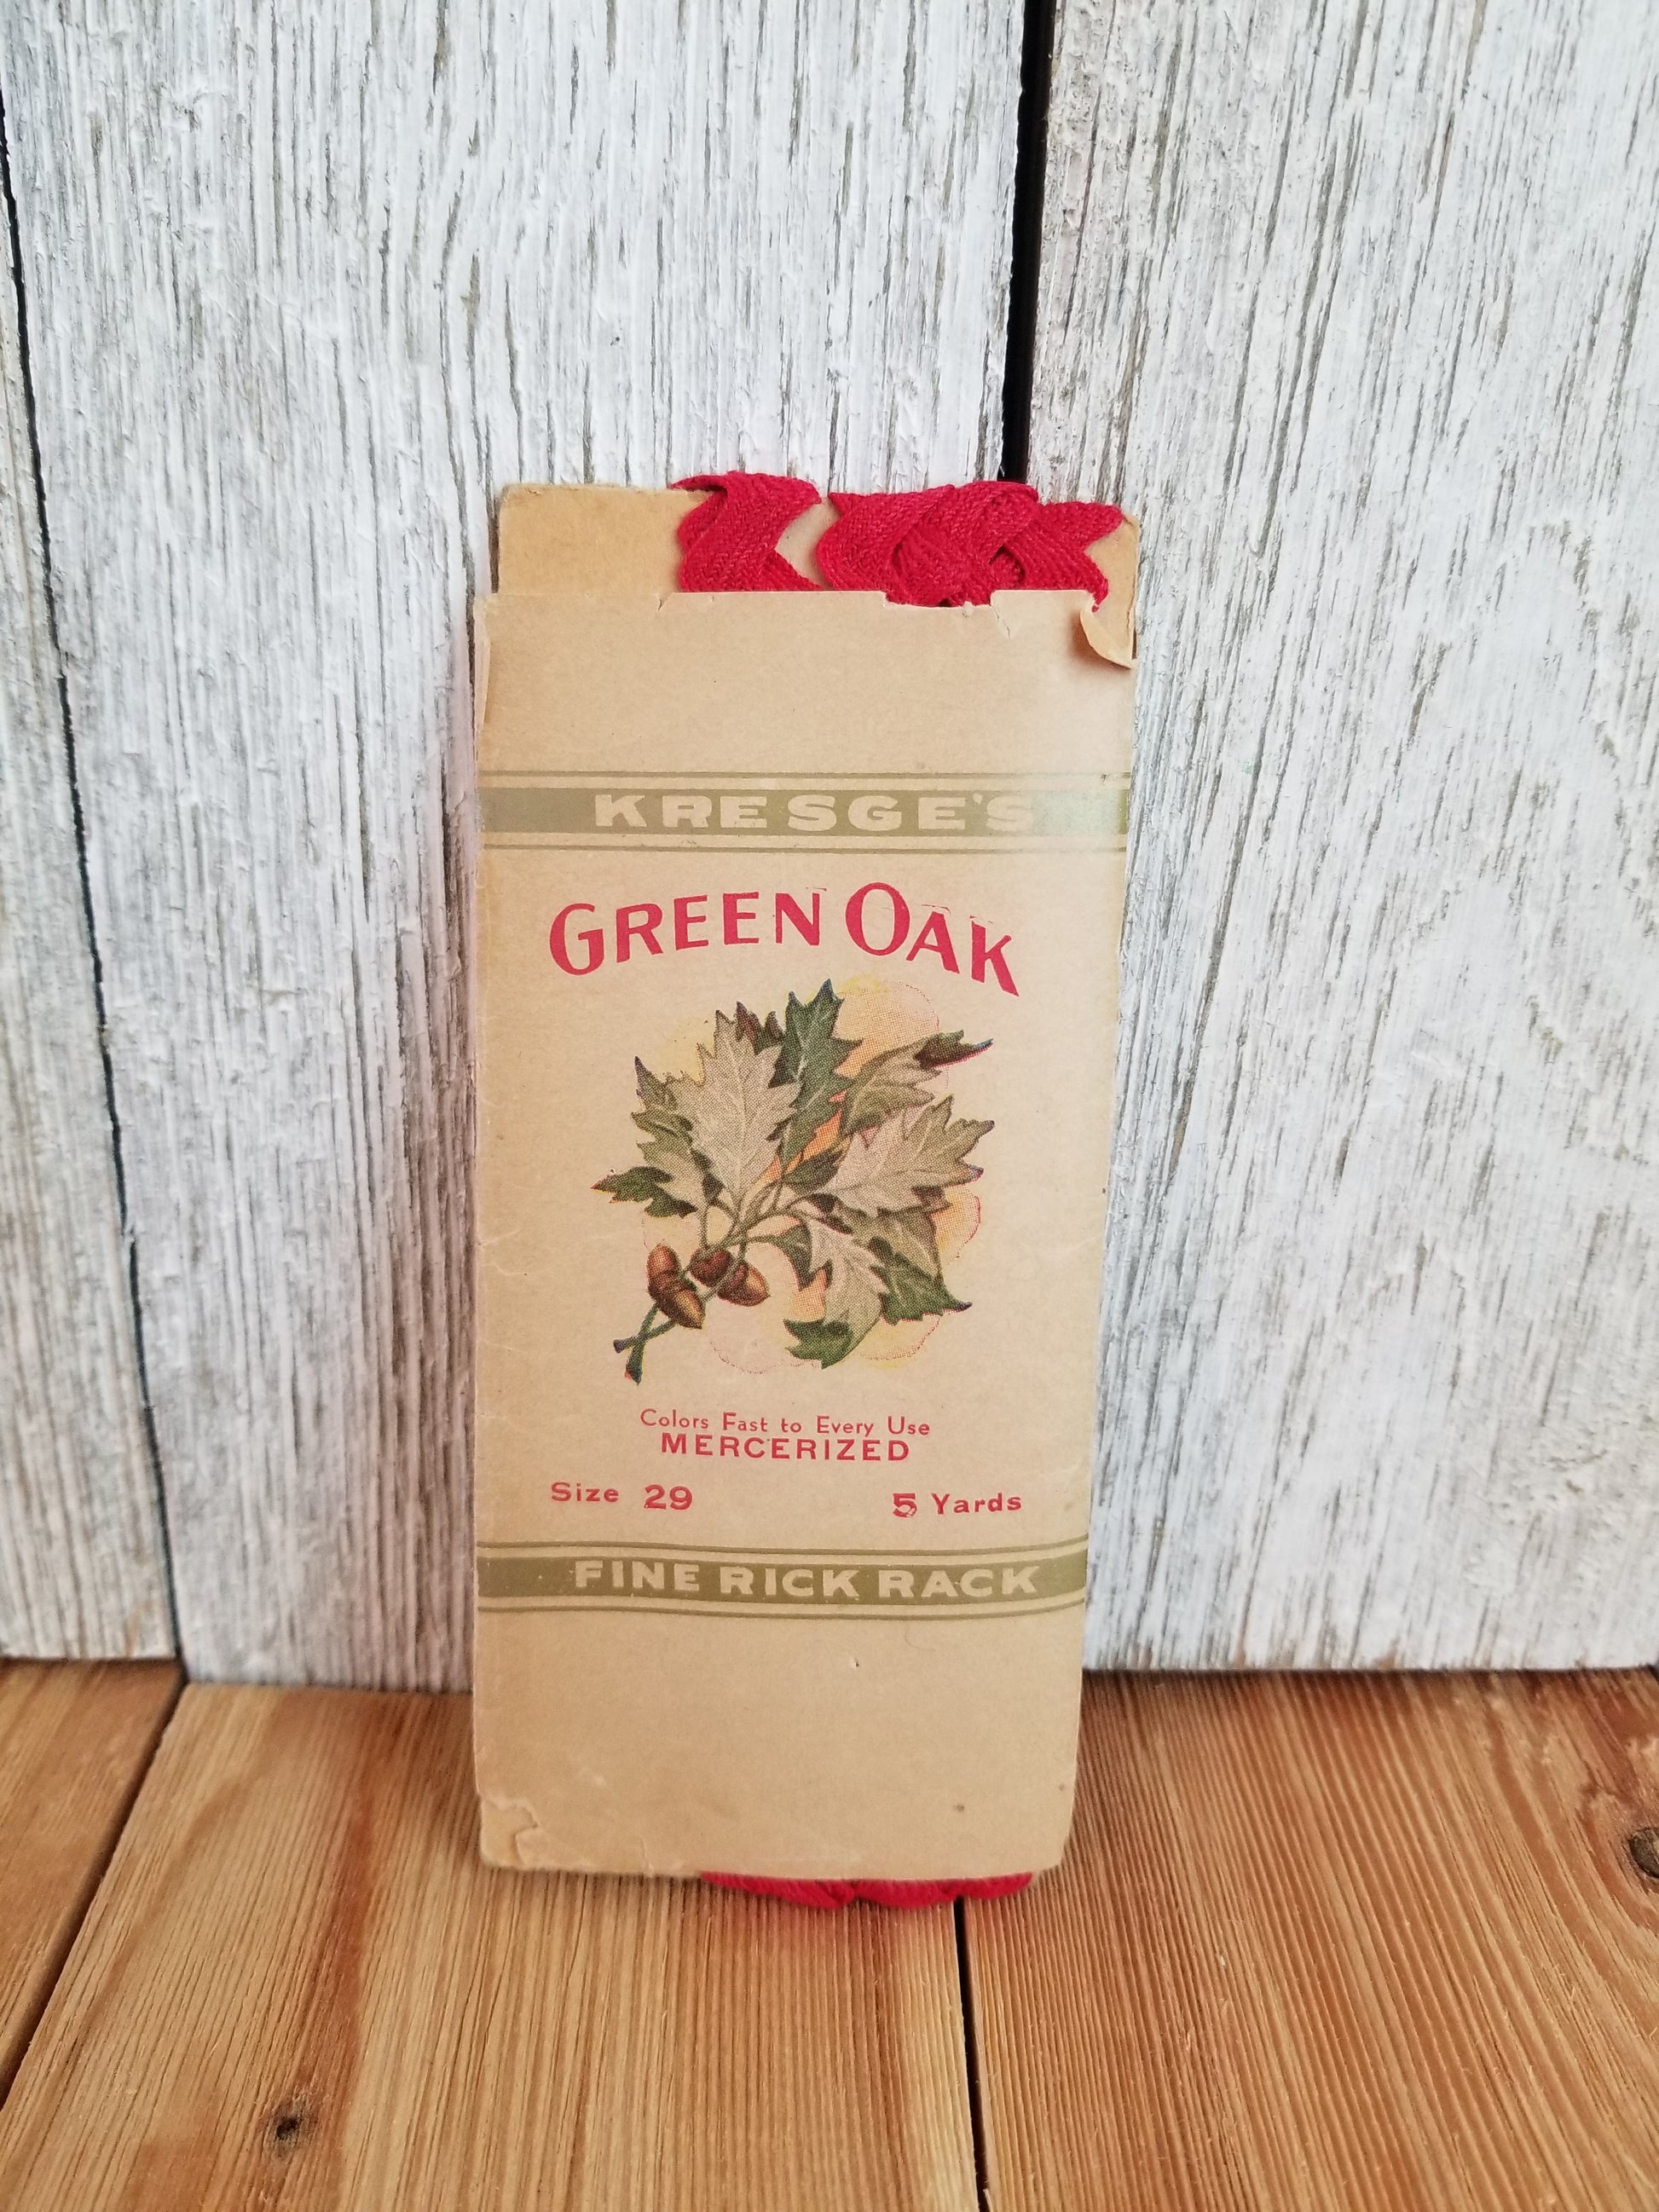 KRESGE'S
GREEN OAK
Colors Fast to Every Use
MERCERIZED
Size 29 5 Yards
FINE RICK RACK